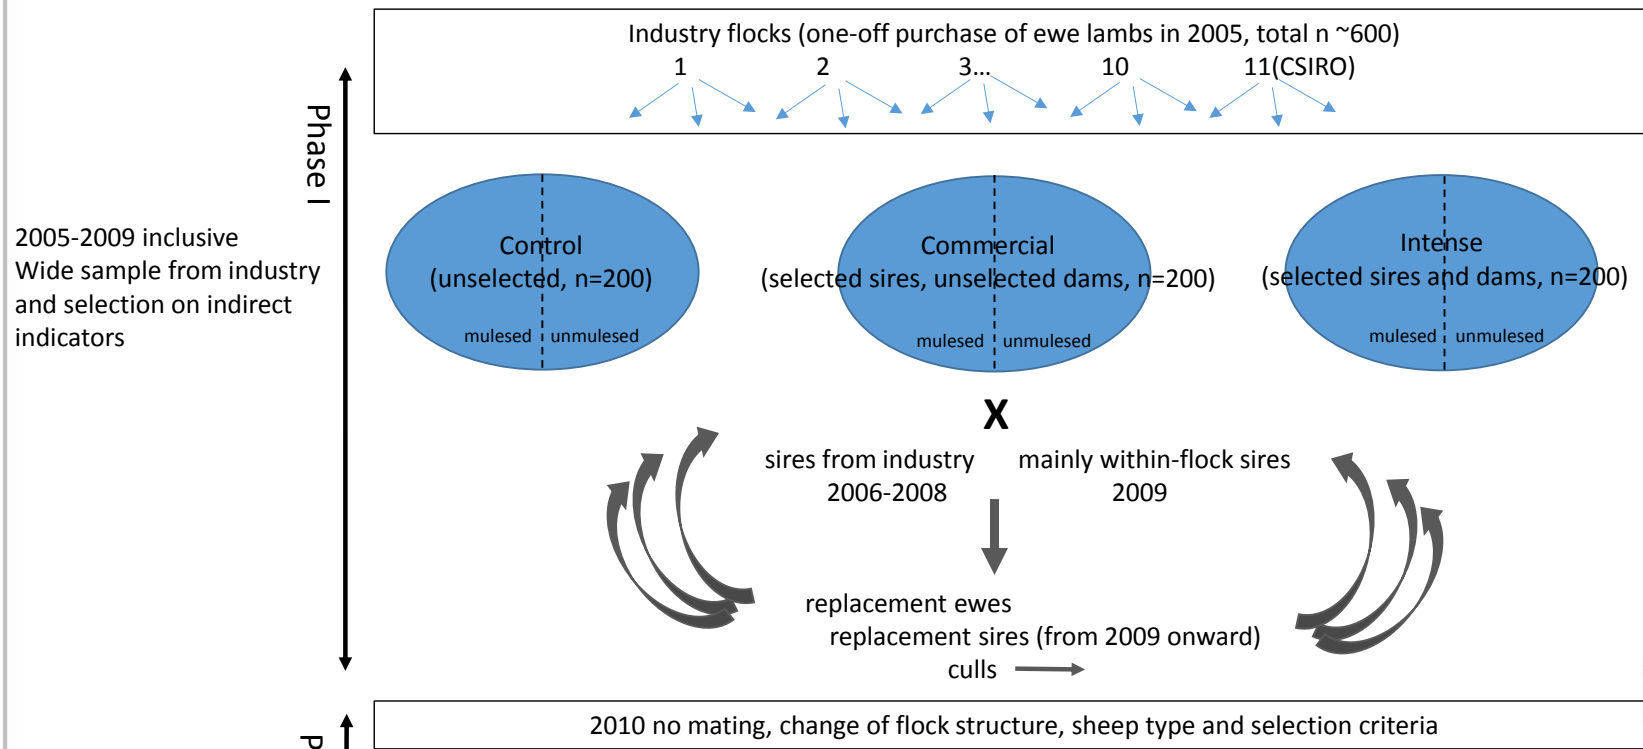 Industry flocks (one-off purchase of ewe lambs in 2005, total n ~600)
1 2 3... 10 11(CSIRO)
Phase I
2005-2009 inclusive
Wide sample from industry
and selection on indirect
indicators
Control
(unselected, n=200)
mulesed unmulesed
Commercial
(selected sires, unselected dams, n=200)
mulesed unmulesed
Intense
(selected sires and dams, n=200)
mulesed unmulesed
X
sires from industry
2006-2008
mainly within-flock sires
2009
replacement ewes
replacement sires (from 2009 onward)
culls
2010 no mating, change of flock structure, sheep type and selection criteria
P